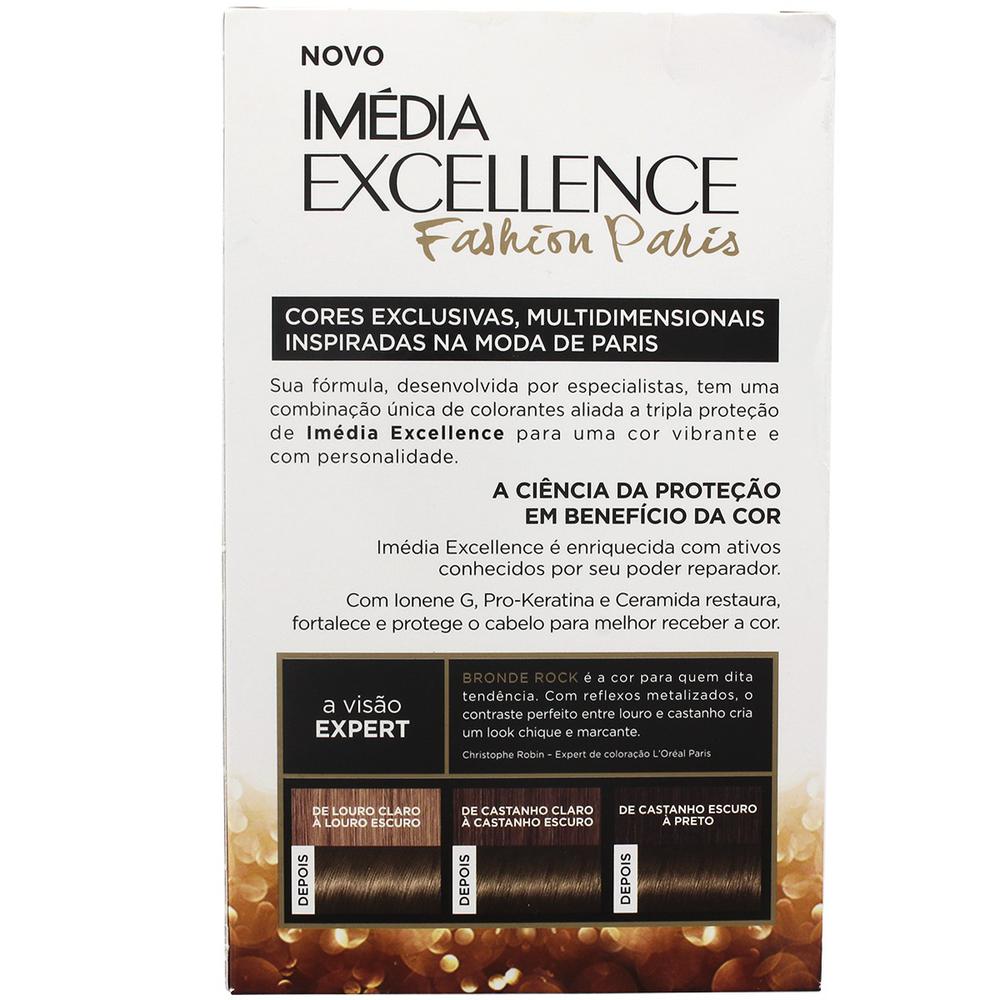 NOVO
IMÉDIA
EXCELLENCE
Fashion Paris
CORES EXCLUSIVAS, MULTIDIMENSIONAIS
INSPIRADAS NA MODA DE PARIS
Sua fórmula, desenvolvida por especialistas, tem uma
combinação única de colorantes aliada a tripla proteção
de Imédia Excellence para uma cor vibrante e
com personalidade.
A CIÊNCIA DA PROTEÇÃO
EM BENEFÍCIO DA COR
Imédia Excellence é enriquecida com ativos
conhecidos por seu poder reparador.
Com Ionene G, Pro-Keratina e Ceramida restaura,
fortalece e protege o cabelo para melhor receber a cor.
a visão
EXPERT
BRONDE ROCK é a cor para quem dita
tendência. Com reflexos metalizados, o
contraste perfeito entre louro e castanho cria
um look chique e marcante.
Christophe Robin – Expert de coloração L'Oréal Paris
DE LOURO CLARO
À LOURO ESCURO
DEPOIS
DE CASTANHO CLARO
À CASTANHO ESCURO
DEPOIS
DE CASTANHO ESCURO
À PRETO
DEPOIS